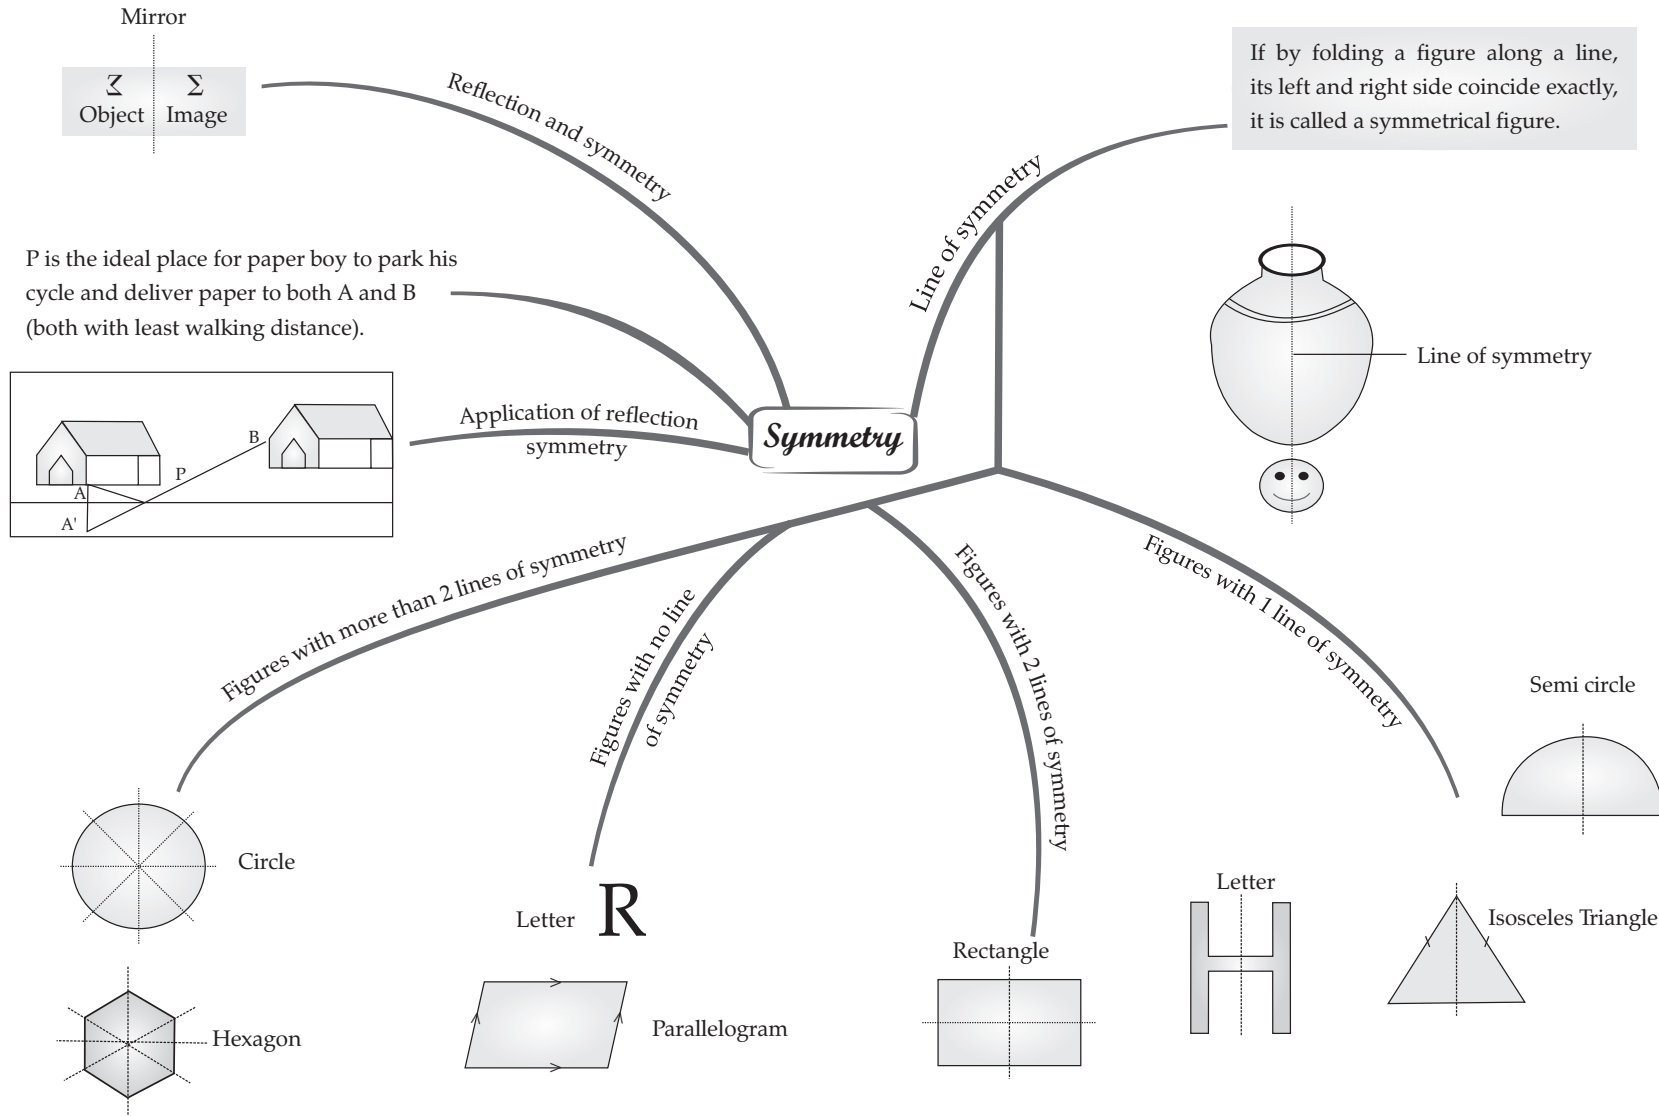 Mirror
Σ Σ
Object Image
Reflection and symmetry
If by folding a figure along a line,
its left and right side coincide exactly,
it is called a symmetrical figure.
Line of symmetry
Line of symmetry
P is the ideal place for paper boy to park his
cycle and deliver paper to both A and B
(both with least walking distance).
Application of reflection
symmetry
Symmetry
B
P
A
A'
Figures with more than 2 lines of symmetry
Figures with no line
of symmetry
Figures with 2 lines of symmetry
Figures with 1 line of symmetry
Circle
Hexagon
Letter R
Parallelogram
Rectangle
Letter
H
Semi circle
Isosceles Triangle